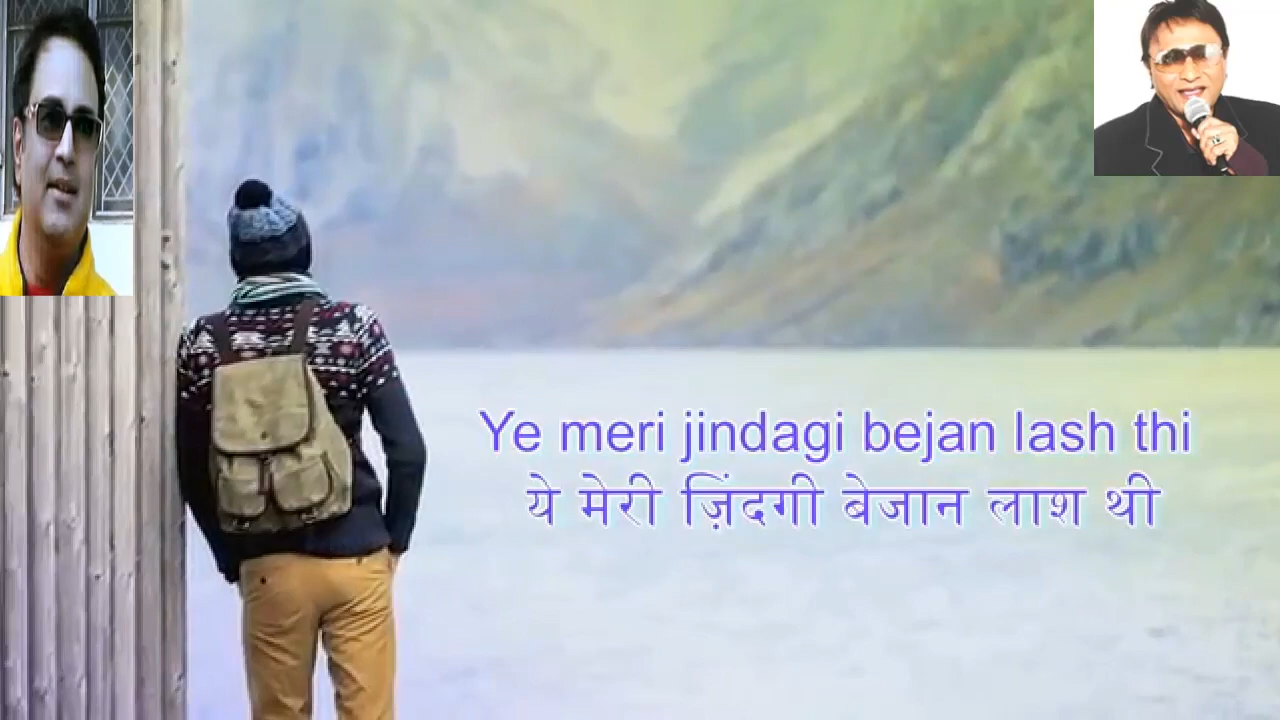 Ye meri jindagi bejan lash thi
ये मेरी ज़िंदगी बेजान लाश थी